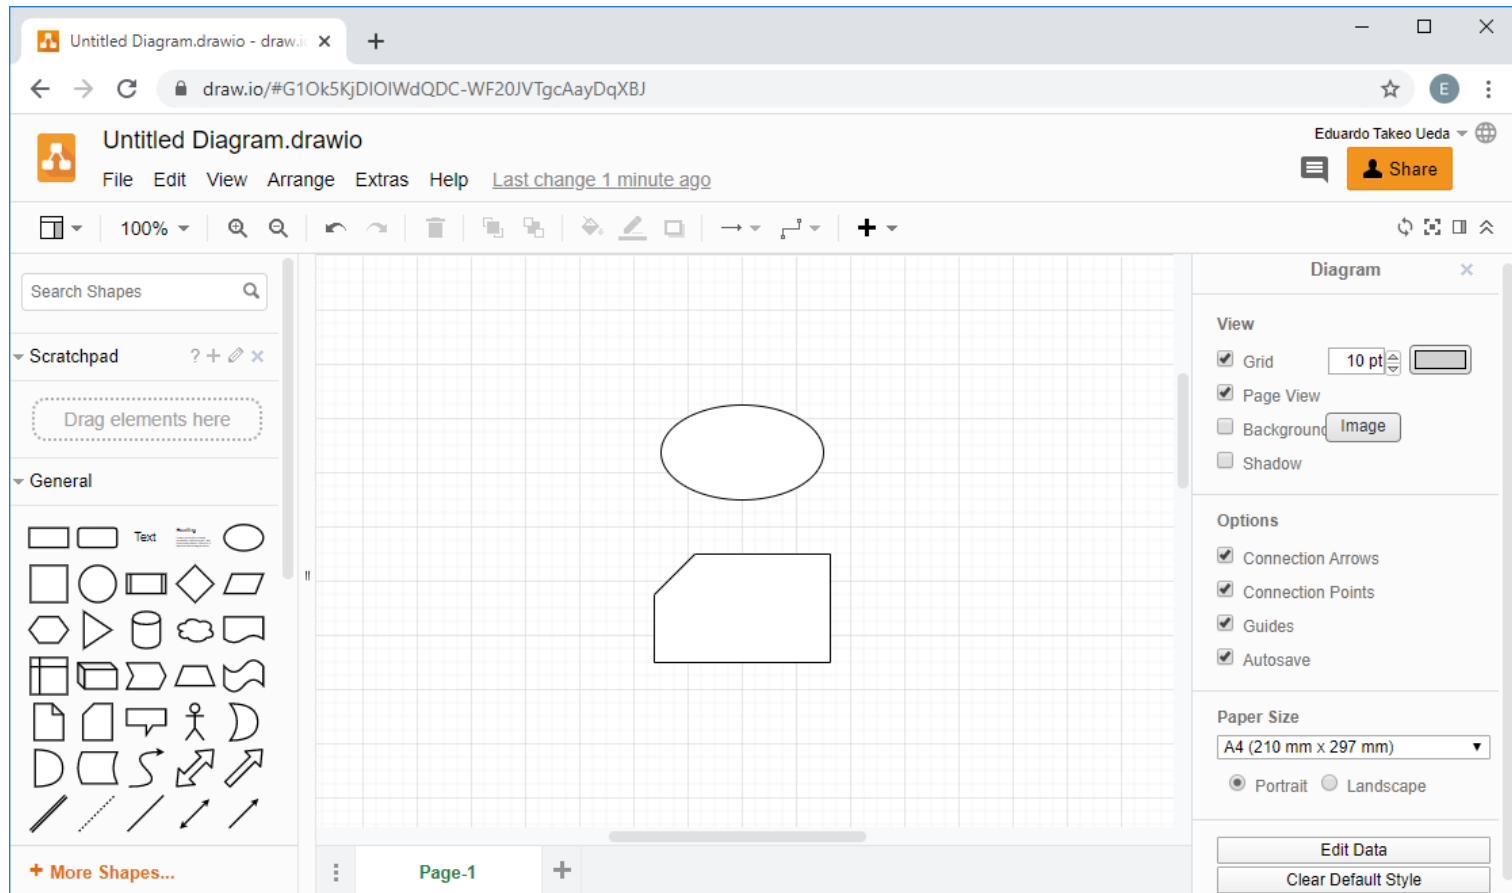 Untitled Diagram.drawio - draw.i
draw.io/#G1Ok5KjDIOIWdQDC-WF20JVTgcAayDqXBJ
E
Untitled Diagram.drawio
Eduardo Takeo Ueda
File Edit View Arrange Extras Help Last change 1 minute ago
Share
100%
Search Shapes
Scratchpad ?
Drag elements here
General
Text
Heading
More Shapes...
Page-1
Diagram
View
Grid 10 pt
Page View
Background Image
Shadow
Options
Connection Arrows
Connection Points
Guides
Autosave
Paper Size
A4 (210 mm x 297 mm)
Portrait Landscape
Edit Data
Clear Default Style